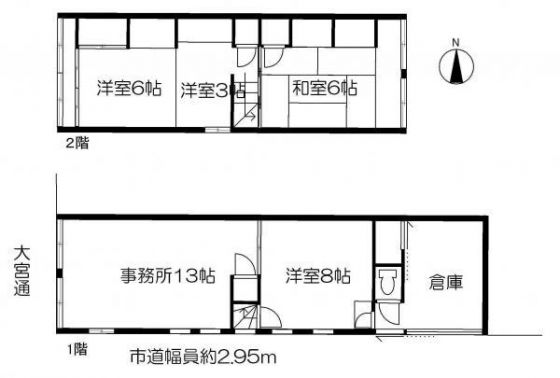 N
洋室6帖
洋室3帖
和室6帖
2階
大宮通
事務所13帖
洋室8帖
倉庫
1階
市道幅員約2.95m